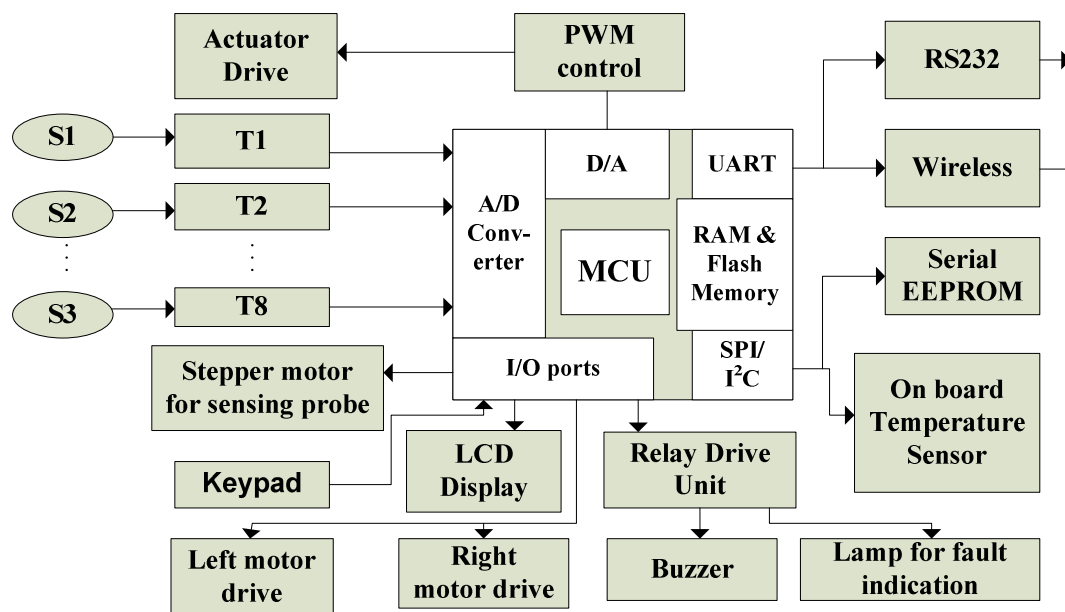 Actuator
Drive
PWM
control
RS232
S1
T1
D/A
UART
Wireless
S2
T2
A/D
Conv-
erter
MCU
RAM &
Flash
Memory
Serial
EEPROM
S3
T8
I/O ports
SPI/
I²C
Stepper motor
for sensing probe
On board
Temperature
Sensor
Keypad
LCD
Display
Relay Drive
Unit
Left motor
drive
Right
motor drive
Buzzer
Lamp for fault
indication